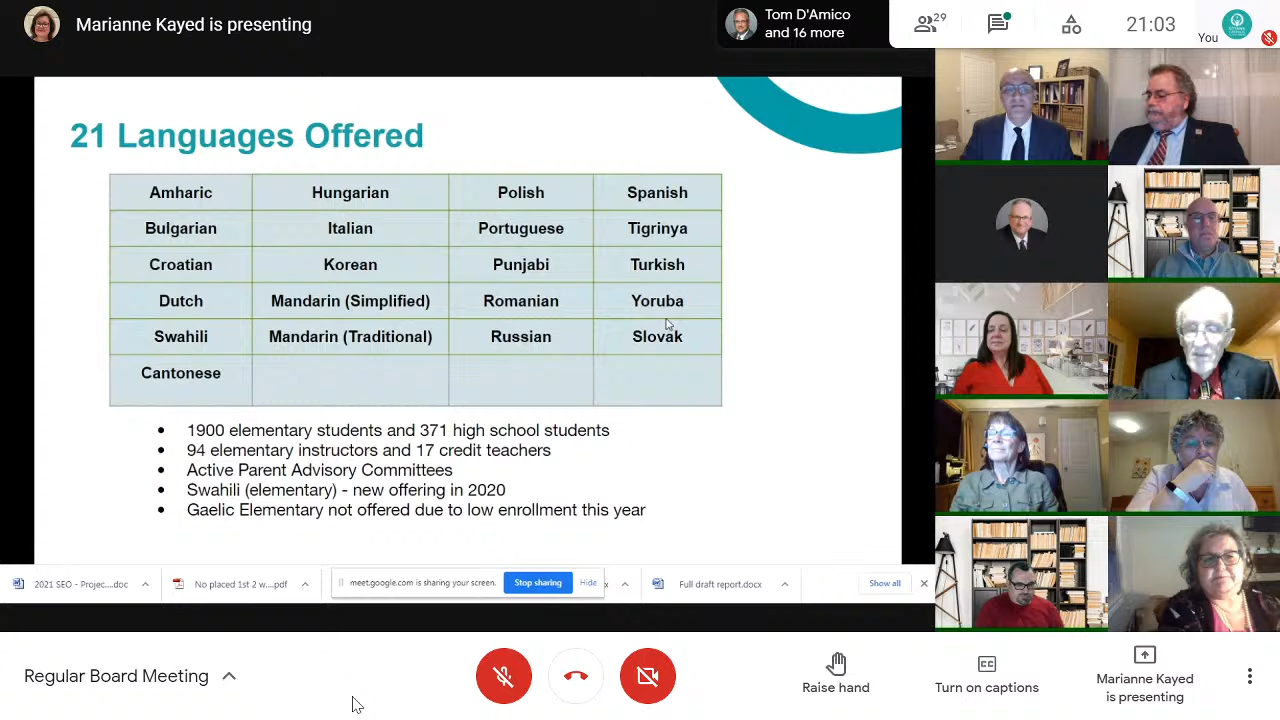 Marianne Kayed is presenting
Tom D'Amico
and 16 more
29
21:03
You
21 Languages Offered
Amharic Hungarian Polish Spanish
Bulgarian Italian Portuguese Tigrinya
Croatian Korean Punjabi Turkish
Dutch Mandarin (Simplified) Romanian Yoruba
Swahili Mandarin (Traditional) Russian Slovak
Cantonese
• 1900 elementary students and 371 high school students
• 94 elementary instructors and 17 credit teachers
• Active Parent Advisory Committees
• Swahili (elementary) - new offering in 2020
• Gaelic Elementary not offered due to low enrollment this year
2021 SEO - Projec....doc
No placed 1st 2 w....pdf
meet.google.com is sharing your screen.
Stop sharing
Hide
x
Full draft report.docx
Show all
Regular Board Meeting
Raise hand
CC
Turn on captions
Marianne Kayed
is presenting